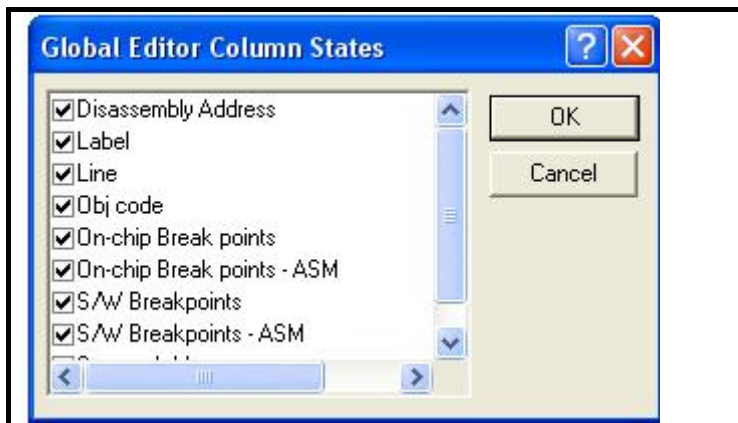 Global Editor Column States
Disassembly Address
Label
Line
Obj code
On-chip Break points
On-chip Break points - ASM
S/W Breakpoints
S/W Breakpoints - ASM
OK
Cancel